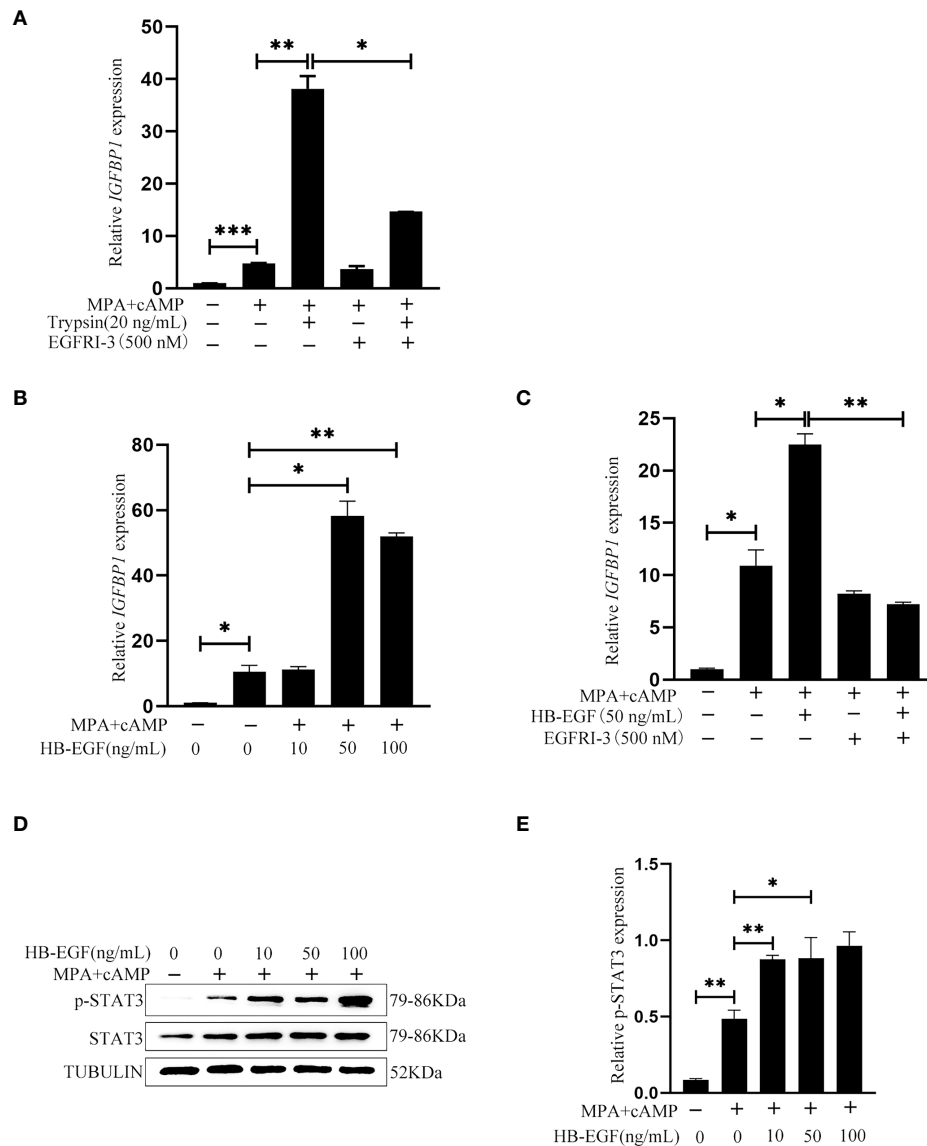 A
50
40
30
20
10
0
Relative IGFBP1 expression
***
**
*
MPA+cAMP − + + + +
Trypsin(20 ng/mL) − − + − +
EGFRI-3(500 nM) − − − + +
B
80
60
40
20
0
Relative IGFBP1 expression
*
*
**
MPA+cAMP − − + + +
HB-EGF(ng/mL) 0 0 10 50 100
C
25
20
15
10
5
0
Relative IGFBP1 expression
*
*
**
MPA+cAMP − + + + +
HB-EGF(50 ng/mL) − − + − +
EGFRI-3(500 nM) − − − + +
D
HB-EGF(ng/mL) 0 0 10 50 100
MPA+cAMP − + + + +
p-STAT3 79-86KDa
STAT3 79-86KDa
TUBULIN 52KDa
E
1.5
1.0
0.5
0.0
Relative p-STAT3 expression
**
**
*
MPA+cAMP − + + + +
HB-EGF(ng/mL) 0 0 10 50 100